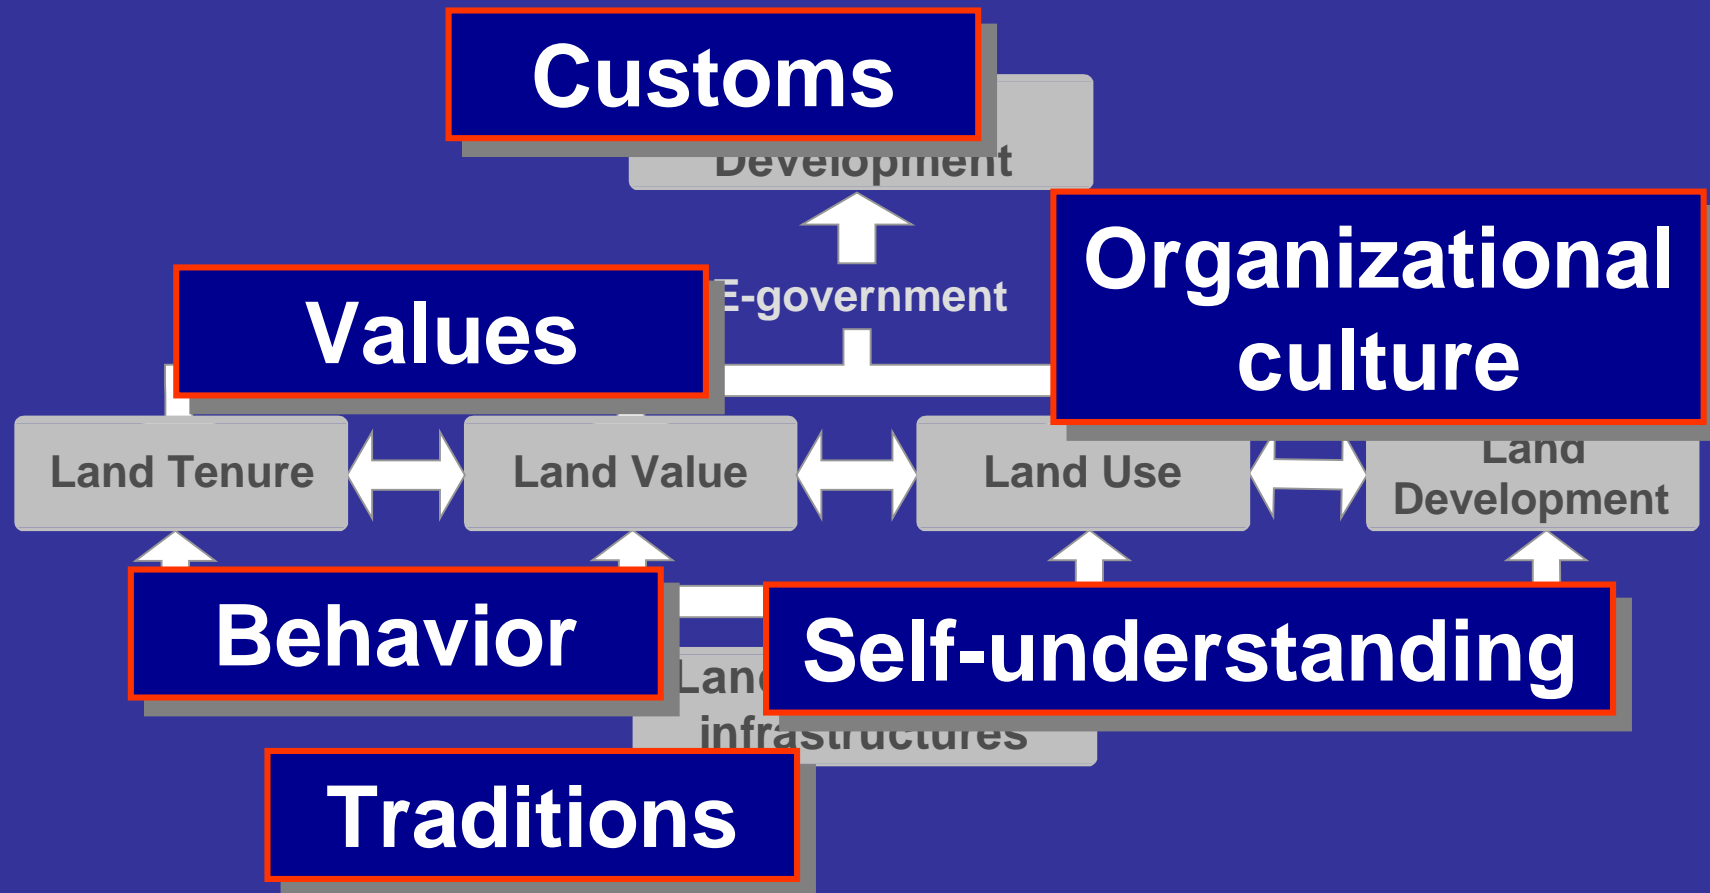 Customs
Development
Organizational
culture
E-government
Values
Land Tenure
Land Value
Land Use
Land
Development
Behavior
Self-understanding
infrastructures
Traditions